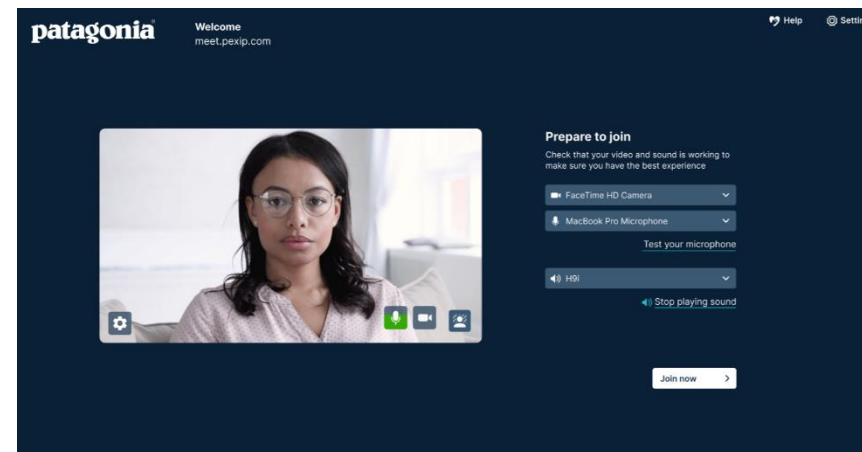 patagonia
Welcome
meet.pexip.com
Help
Settin
Prepare to join
Check that your video and sound is working to
make sure you have the best experience
FaceTime HD Camera
MacBook Pro Microphone
Test your microphone
H9i
Stop playing sound
Join now